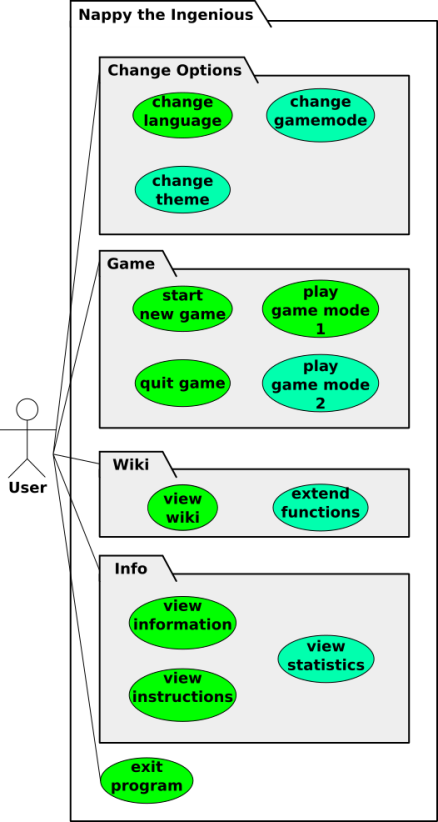 Nappy the Ingenious
Change Options
change
language
change
gamemode
change
theme
Game
start
new game
play
game mode
1
quit game
play
game mode
2
User
Wiki
view
wiki
extend
functions
Info
view
information
view
statistics
view
instructions
exit
program